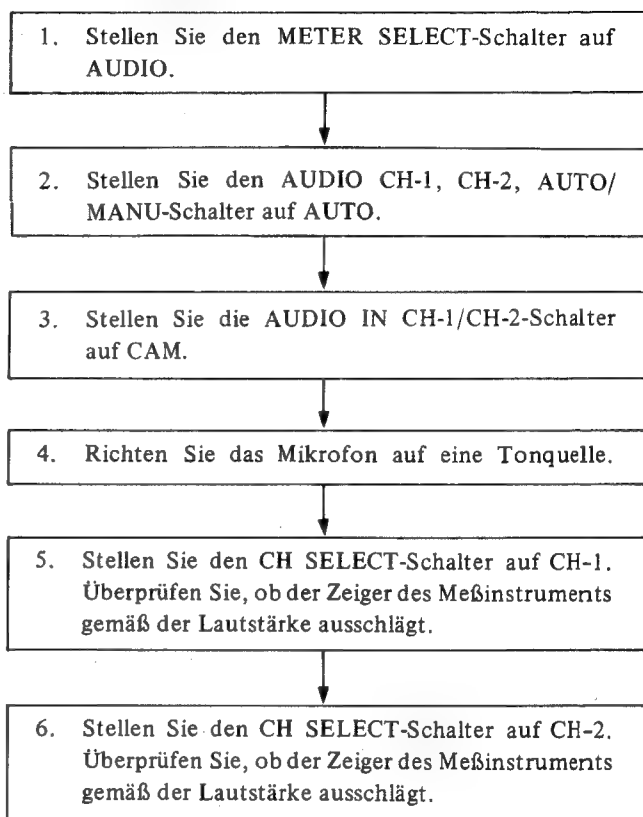 1. Stellen Sie den METER SELECT-Schalter auf
AUDIO.
2. Stellen Sie den AUDIO CH-1, CH-2, AUTO/
MANU-Schalter auf AUTO.
3. Stellen Sie die AUDIO IN CH-1/CH-2-Schalter
auf CAM.
4. Richten Sie das Mikrofon auf eine Tonquelle.
5. Stellen Sie den CH SELECT-Schalter auf CH-1.
Überprüfen Sie, ob der Zeiger des Meßinstruments
gemäß der Lautstärke ausschlägt.
6. Stellen Sie den CH SELECT-Schalter auf CH-2.
Überprüfen Sie, ob der Zeiger des Meßinstruments
gemäß der Lautstärke ausschlägt.